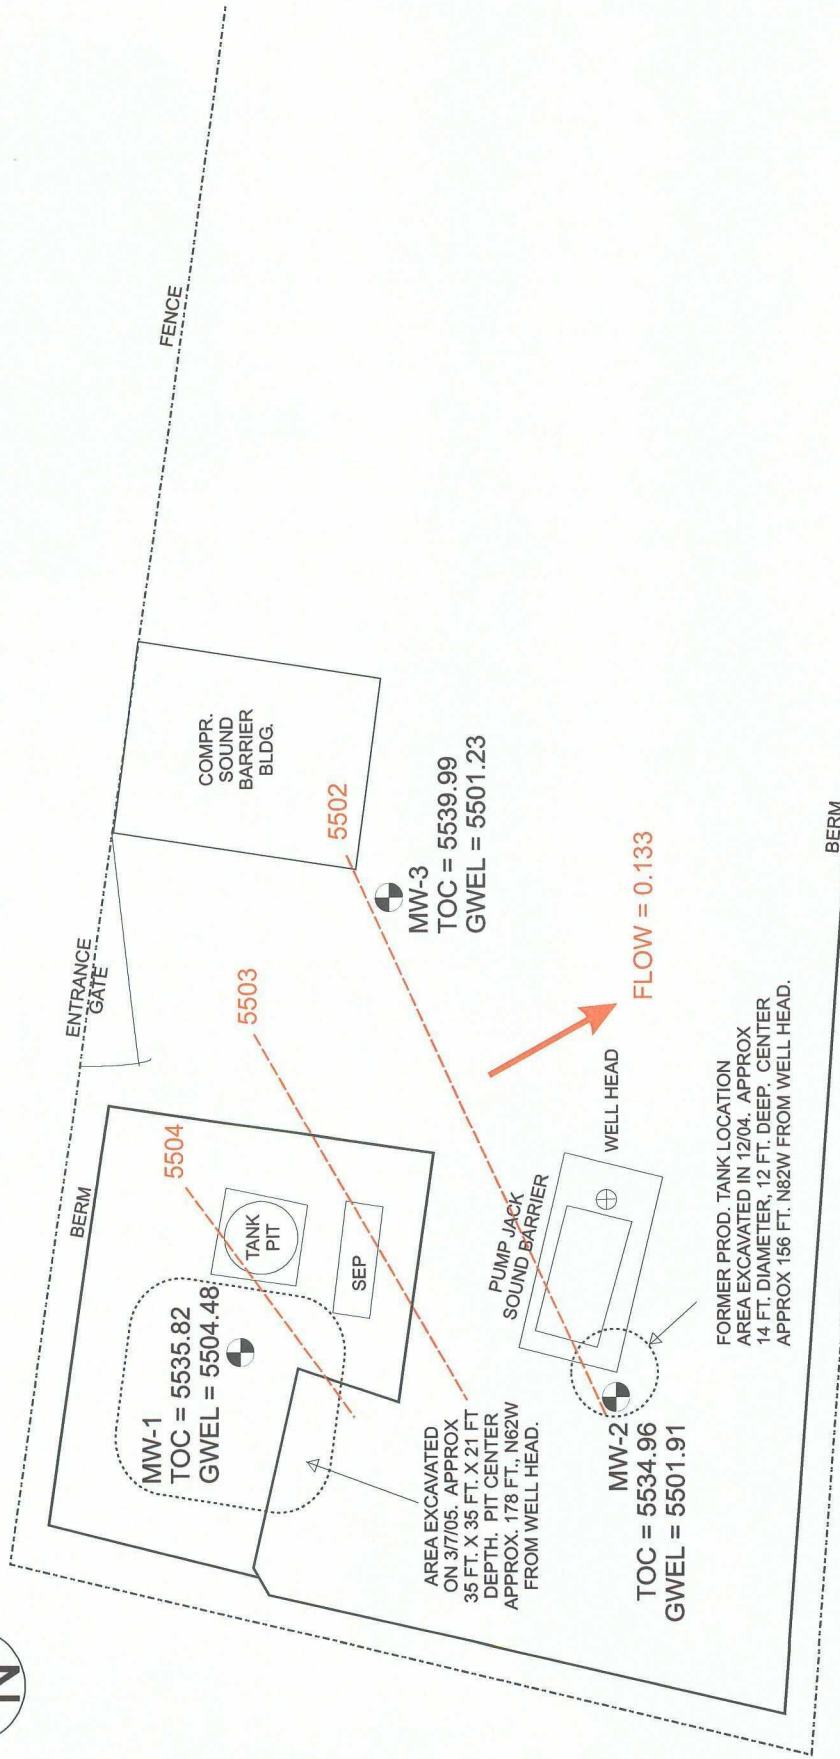 N
BERM
ENTRANCE
GATE
FENCE
COMPR.
SOUND
BARRIER
BLDG.
5504
5503
5502
TANK
PIT
SEP
MW-1
TOC = 5535.82
GWEL = 5504.48
MW-3
TOC = 5539.99
GWEL = 5501.23
AREA EXCAVATED
ON 3/7/05. APPROX
35 FT. X 35 FT. X 21 FT
DEPTH. PIT CENTER
APPROX. 178 FT., N62W
FROM WELL HEAD.
PUMP JACK
SOUND BARRIER
WELL HEAD
FLOW = 0.133
MW-2
TOC = 5534.96
GWEL = 5501.91
FORMER PROD. TANK LOCATION
AREA EXCAVATED IN 12/04. APPROX
14 FT. DIAMETER, 12 FT. DEEP. CENTER
APPROX 156 FT. N82W FROM WELL HEAD.
BERM